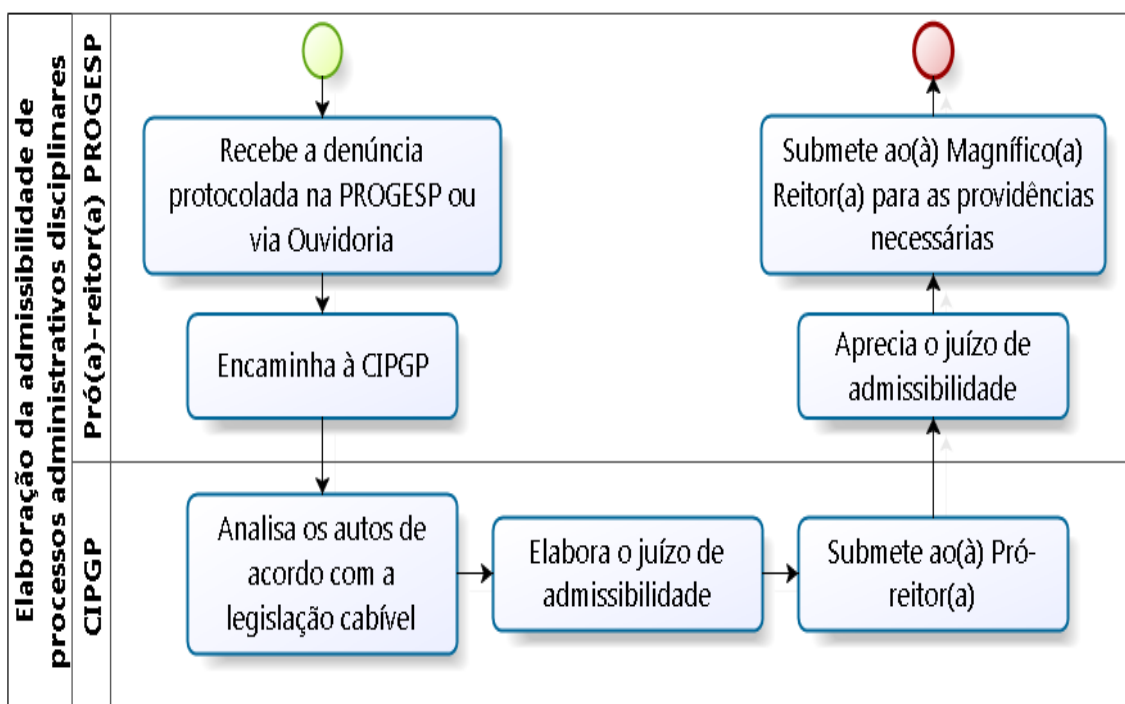 Elaboração da admissibilidade de
processos administrativos disciplinares
Pró(a)-reitor(a) PROGESP
Recebe a denúncia
protocolada na PROGESP ou
via Ouvidoria
Encaminha à CIPGP
Submete ao(à) Magnífico(a)
Reitor(a) para as providências
necessárias
Aprecia o juízo de
admissibilidade
CIPGP
Analisa os autos de
acordo com a
legislação cabível
Elabora o juízo de
admissibilidade
Submete ao(à) Pró-
reitor(a)